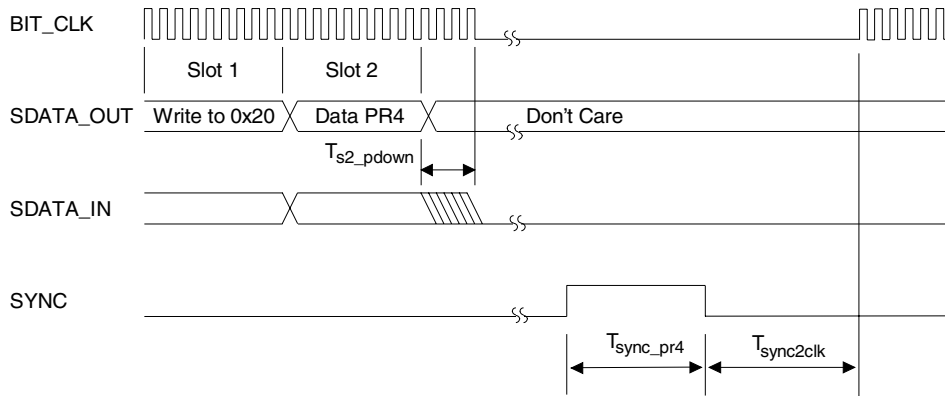 BIT_CLK
Slot 1 Slot 2
SDATA_OUT Write to 0x20 Data PR4 Don't Care
Ts2_pdown
SDATA_IN
SYNC
Tsync_pr4 Tsync2clk